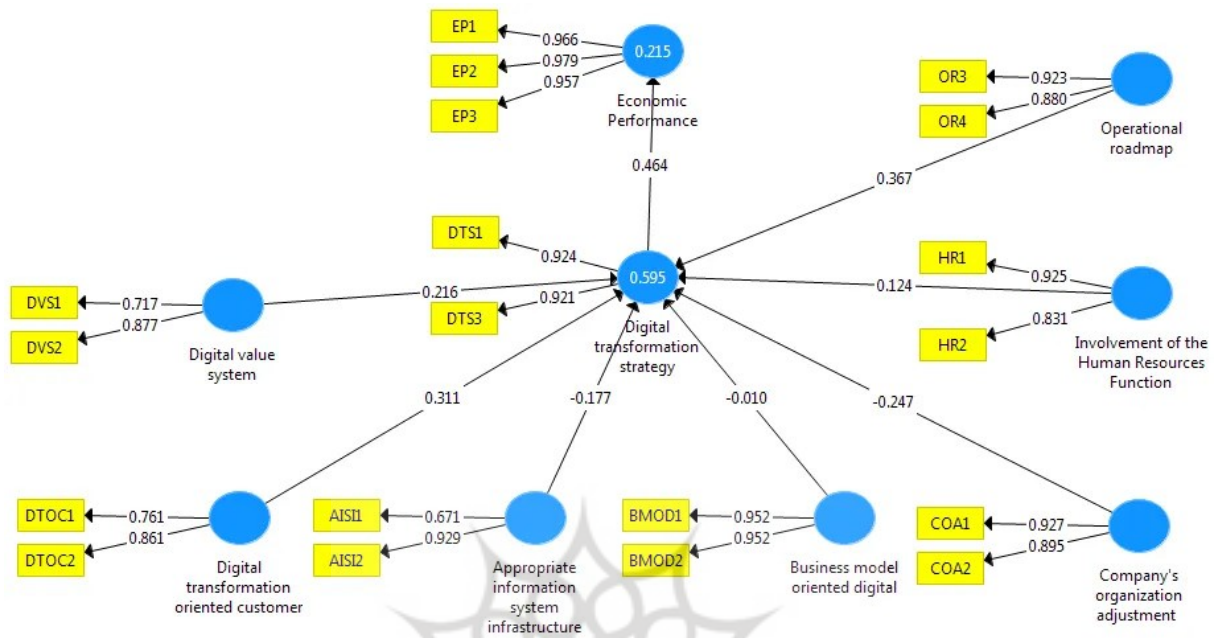 EP1
0.966
EP2
0.979
EP3
0.957
0.215
Economic
Performance
OR3
0.923
OR4
0.880
Operational
roadmap
0.464
0.367
DTS1
0.924
DTS3
0.921
0.595
Digital
transformation
strategy
DVS1
0.717
DVS2
0.877
Digital value
system
0.216
HR1
0.925
HR2
0.831
Involvement of the
Human Resources
Function
0.124
0.311
-0.177
-0.010
-0.247
DTOC1
0.761
DTOC2
0.861
Digital
transformation
oriented customer
AISI1
0.671
AISI2
0.929
Appropriate
information
system
infrastructure
BMOD1
0.952
BMOD2
0.952
Business model
oriented digital
COA1
0.927
COA2
0.895
Company's
organization
adjustment